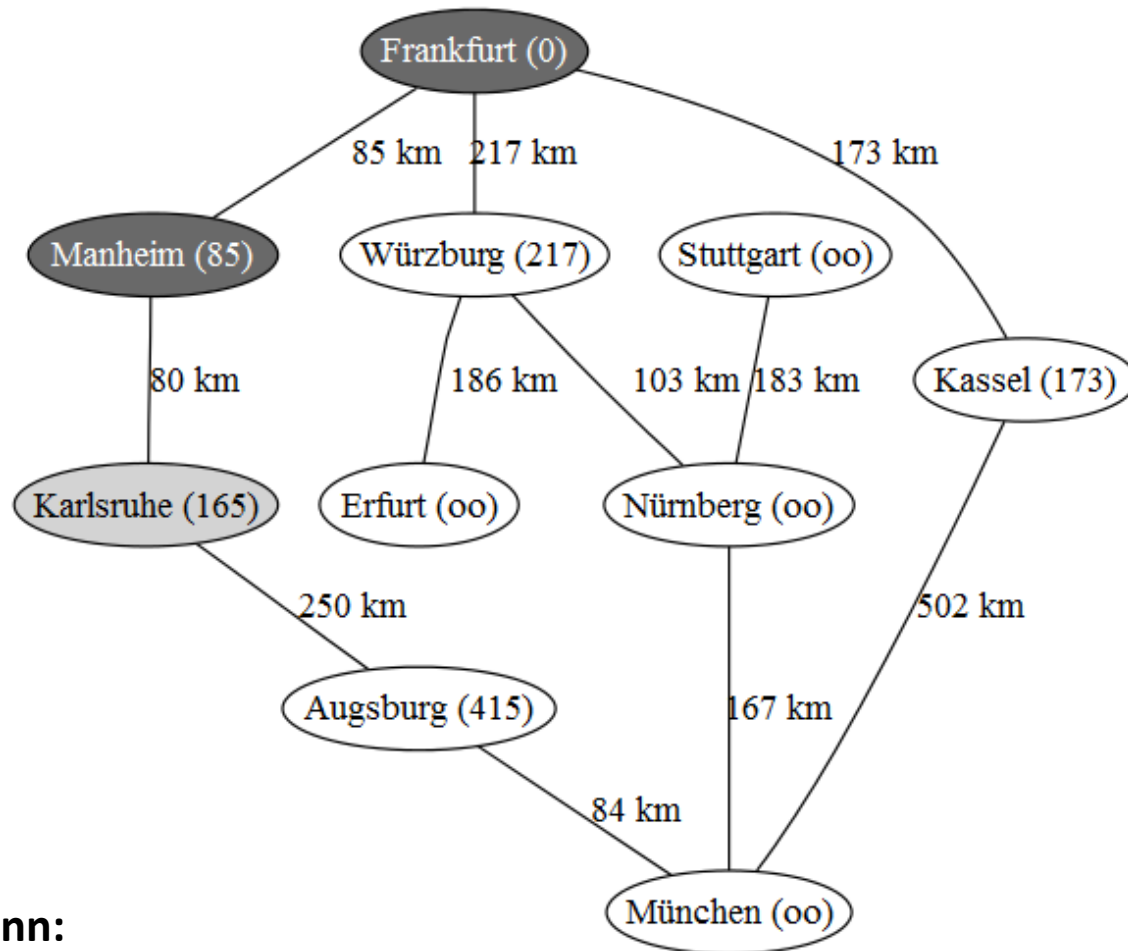 Frankfurt (0)
85 km
217 km
173 km
Manheim (85)
Würzburg (217)
Stuttgart (oo)
80 km
186 km
103 km
183 km
Kassel (173)
Karlsruhe (165)
Erfurt (oo)
Nürnberg (oo)
250 km
502 km
Augsburg (415)
167 km
84 km
München (oo)
nn: